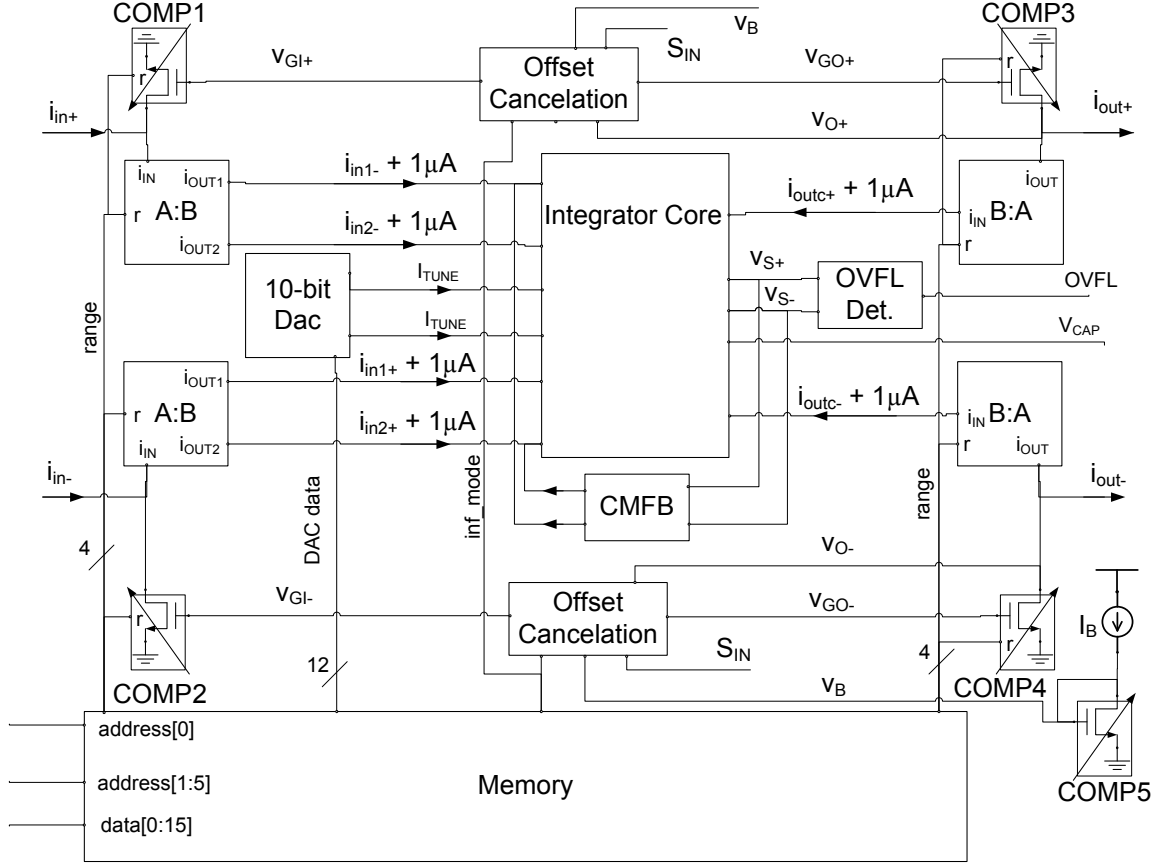 COMP1
COMP3
r
r
V_B
S_IN
v_GI+
Offset
Cancelation
v_GO+
i_in+
v_O+
i_out+
i_IN
i_OUT1
r A:B
i_OUT2
i_in1- + 1µA
i_in2- + 1µA
Integrator Core
i_outc+ + 1µA
i_OUT
i_IN B:A
r
10-bit
Dac
I_TUNE
I_TUNE
v_S+
v_S-
OVFL
Det.
OVFL
V_CAP
range
i_OUT1
r A:B
i_IN
i_OUT2
i_in1+ + 1µA
i_in2+ + 1µA
i_outc- + 1µA
i_IN B:A
r
i_OUT
i_in-
i_out-
CMFB
inf_mode
DAC data
range
4
v_O-
v_GI-
Offset
Cancelation
v_GO-
r
r
I_B
12
S_IN
4
COMP2
V_B
COMP4
COMP5
address[0]
address[1:5]
data[0:15]
Memory